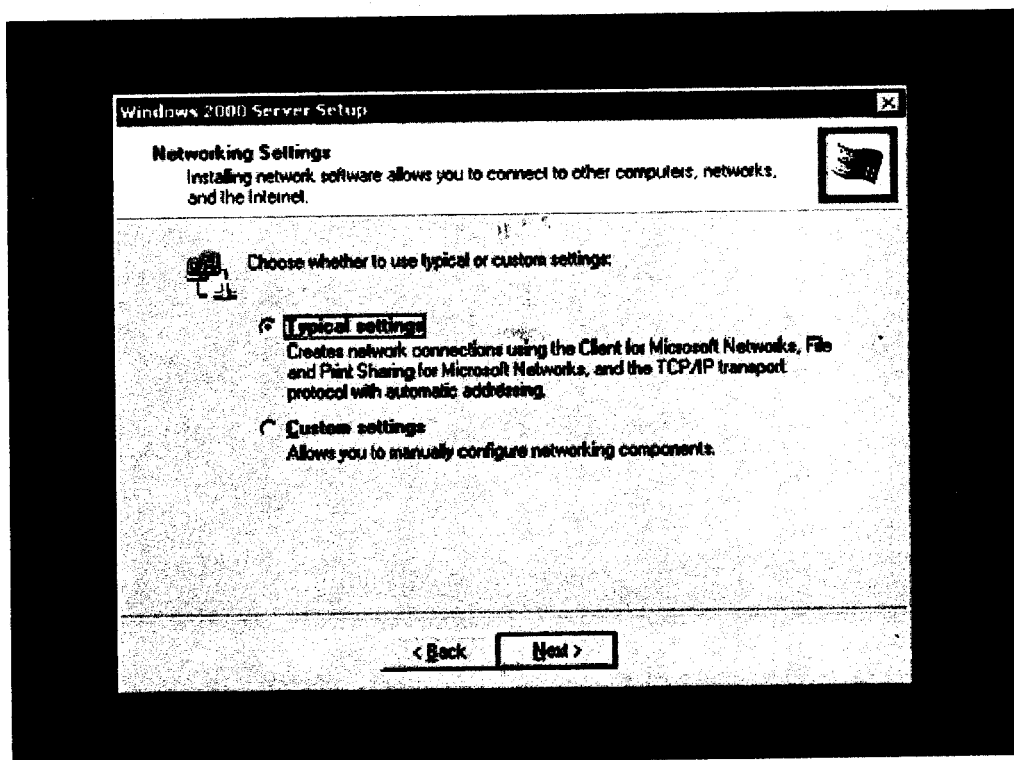 Windows 2000 Server Setup
Networking Settings
Installing network software allows you to connect to other computers, networks,
and the Internet.
Choose whether to use typical or custom settings:
Typical settings
Creates network connections using the Client for Microsoft Networks, File
and Print Sharing for Microsoft Networks, and the TCP/IP transport
protocol with automatic addressing.
Custom settings
Allows you to manually configure networking components.
< Back Next >